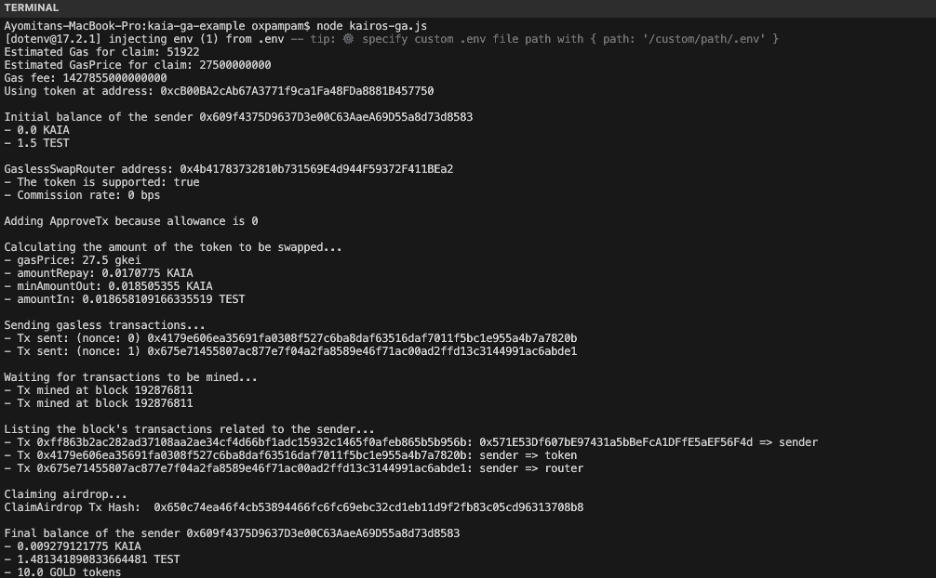 TERMINAL
Ayomitans-MacBook-Pro:kaia-ga-example oxpampam$ node kairos-ga.js
[dotenv@17.2.1] injecting env (1) from .env -- tip: ⚙️ specify custom .env file path with { path: '/custom/path/.env' }
Estimated Gas for claim: 51922
Estimated GasPrice for claim: 27500000000
Gas fee: 1427855000000000
Using token at address: 0xcB00BA2cAb67A3771f9ca1Fa48FDa8881B457750
Initial balance of the sender 0x609f4375D9637D3e00C63AaeA69D55a8d73d8583
- 0.0 KAIA
- 1.5 TEST
GaslessSwapRouter address: 0x4b41783732810b731569E4d944F59372F411BEa2
- The token is supported: true
- Commission rate: 0 bps
Adding ApproveTx because allowance is 0
Calculating the amount of the token to be swapped...
- gasPrice: 27.5 gkei
- amountRepay: 0.0170775 KAIA
- minAmountOut: 0.018505355 KAIA
- amountIn: 0.018658109166335519 TEST
Sending gasless transactions...
- Tx sent: (nonce: 0) 0x4179e606ea35691fa0308f527c6ba8daf63516daf7011f5bc1e955a4b7a7820b
- Tx sent: (nonce: 1) 0x675e71455807ac877e7f04a2fa8589e46f71ac00ad2ffd13c3144991ac6abde1
Waiting for transactions to be mined...
- Tx mined at block 192876811
- Tx mined at block 192876811
Listing the block's transactions related to the sender...
- Tx 0xff863b2ac282ad37108aa2ae34cf4d66bf1adc15932c1465f0afeb865b5b956b: 0x571E53Df607bE97431a5bBeFcA1DFfE5aEF56F4d => sender
- Tx 0x4179e606ea35691fa0308f527c6ba8daf63516daf7011f5bc1e955a4b7a7820b: sender => token
- Tx 0x675e71455807ac877e7f04a2fa8589e46f71ac00ad2ffd13c3144991ac6abde1: sender => router
Claiming airdrop...
ClaimAirdrop Tx Hash:  0x650c74ea46f4cb53894466fc6fc69ebc32cd1eb11d9f2fb83c05cd96313708b8
Final balance of the sender 0x609f4375D9637D3e00C63AaeA69D55a8d73d8583
- 0.009279121775 KAIA
- 1.481341890833664481 TEST
- 10.0 GOLD tokens